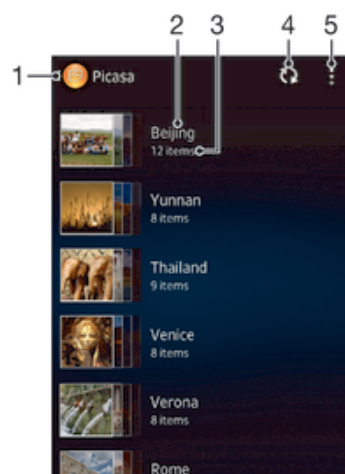 2 3 4 5
1 Picasa
Beijing
12 items
Yunnan
8 items
Thailand
9 items
Venice
8 items
Verona
8 items
Rome